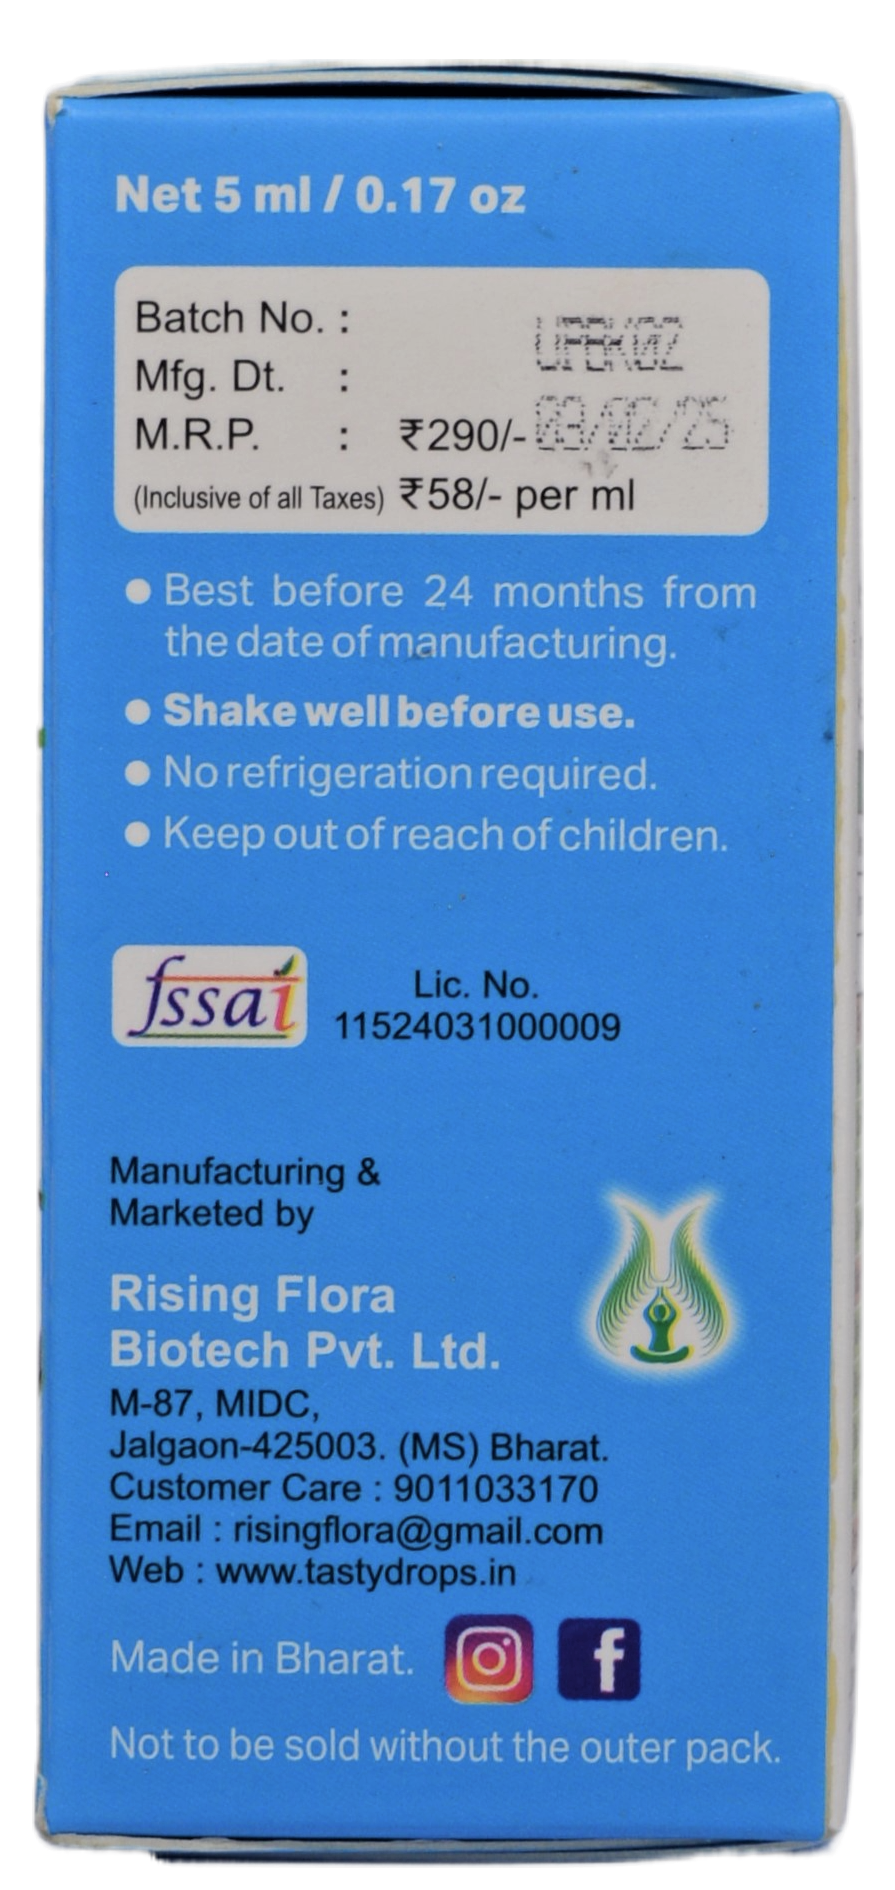 Net 5 ml / 0.17 oz
Batch No. :
Mfg. Dt. :
M.R.P. : ₹290/-
(Inclusive of all Taxes) ₹58/- per ml
● Best before 24 months from
the date of manufacturing.
● Shake well before use.
● No refrigeration required.
● Keep out of reach of children.
fssai
Lic. No.
11524031000009
Manufacturing &
Marketed by
Rising Flora
Biotech Pvt. Ltd.
M-87, MIDC,
Jalgaon-425003. (MS) Bharat.
Customer Care : 9011033170
Email : risingflora@gmail.com
Web : www.tastydrops.in
Made in Bharat.
Not to be sold without the outer pack.